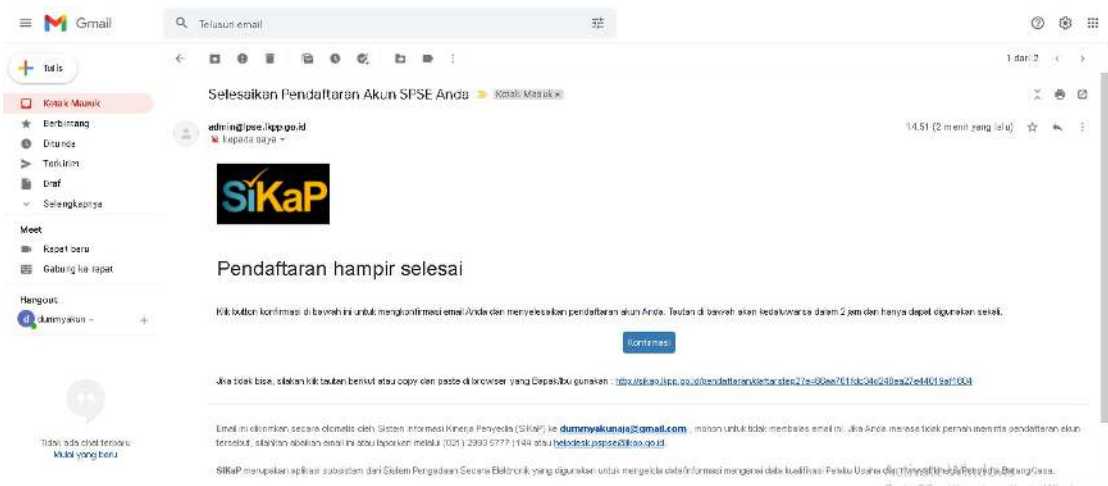 Gmail
Telusuri email
Tulis
1 dari 2
Kotak Masuk
Berbintang
Ditunda
Terkirim
Draf
Selengkapnya
Meet
Rapat baru
Gabung ke rapat
Hangout
dummyakun
Tidak ada chat terbaru
Mulai yang baru
Selesaikan Pendaftaran Akun SPSE Anda
Kotak Masuk x
admin@lpse.lkpp.go.id
14.51 (2 menit yang lalu)
kepada saya
SiKaP
Pendaftaran hampir selesai
Klik button konfirmasi di bawah ini untuk mengkonfirmasi email Anda dan menyelesaikan pendaftaran akun Anda. Tautan di bawah akan kedaluwarsa dalam 2 jam dan hanya dapat digunakan sekali.
Konfirmasi
Jika tidak bisa, silakan klik tautan berikut atau copy dan paste di browser yang Bapak/Ibu gunakan :
Email ini dikirimkan secara otomatis oleh Sistem Informasi Kinerja Penyedia (SIKaP) ke dummyakunaja@gmail.com , mohon untuk tidak membalas email ini. Jika Anda merasa tidak pernah meminta pendaftaran akun
tersebut, silahkan abaikan email ini atau laporkan melalui (021) 2993 5777 / 144 atau helpdesk.pspse@lkpp.go.id.
SIKaP merupakan aplikasi subsistem dari Sistem Pengadaan Secara Elektronik yang digunakan untuk mengelola data/informasi mengenai data kualifikasi Pelaku Usaha Barang/Jasa.